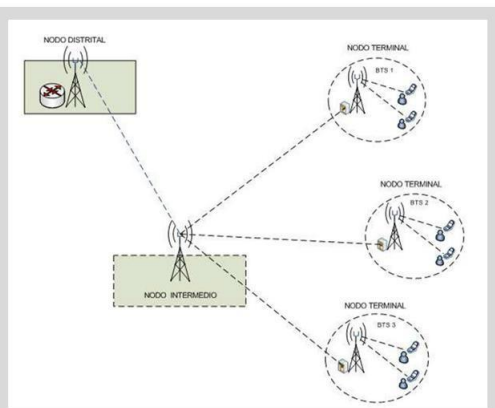 NODO DISTRITAL
NODO TERMINAL
BTS 1
NODO TERMINAL
BTS 2
NODO INTERMEDIO
NODO TERMINAL
BTS 3